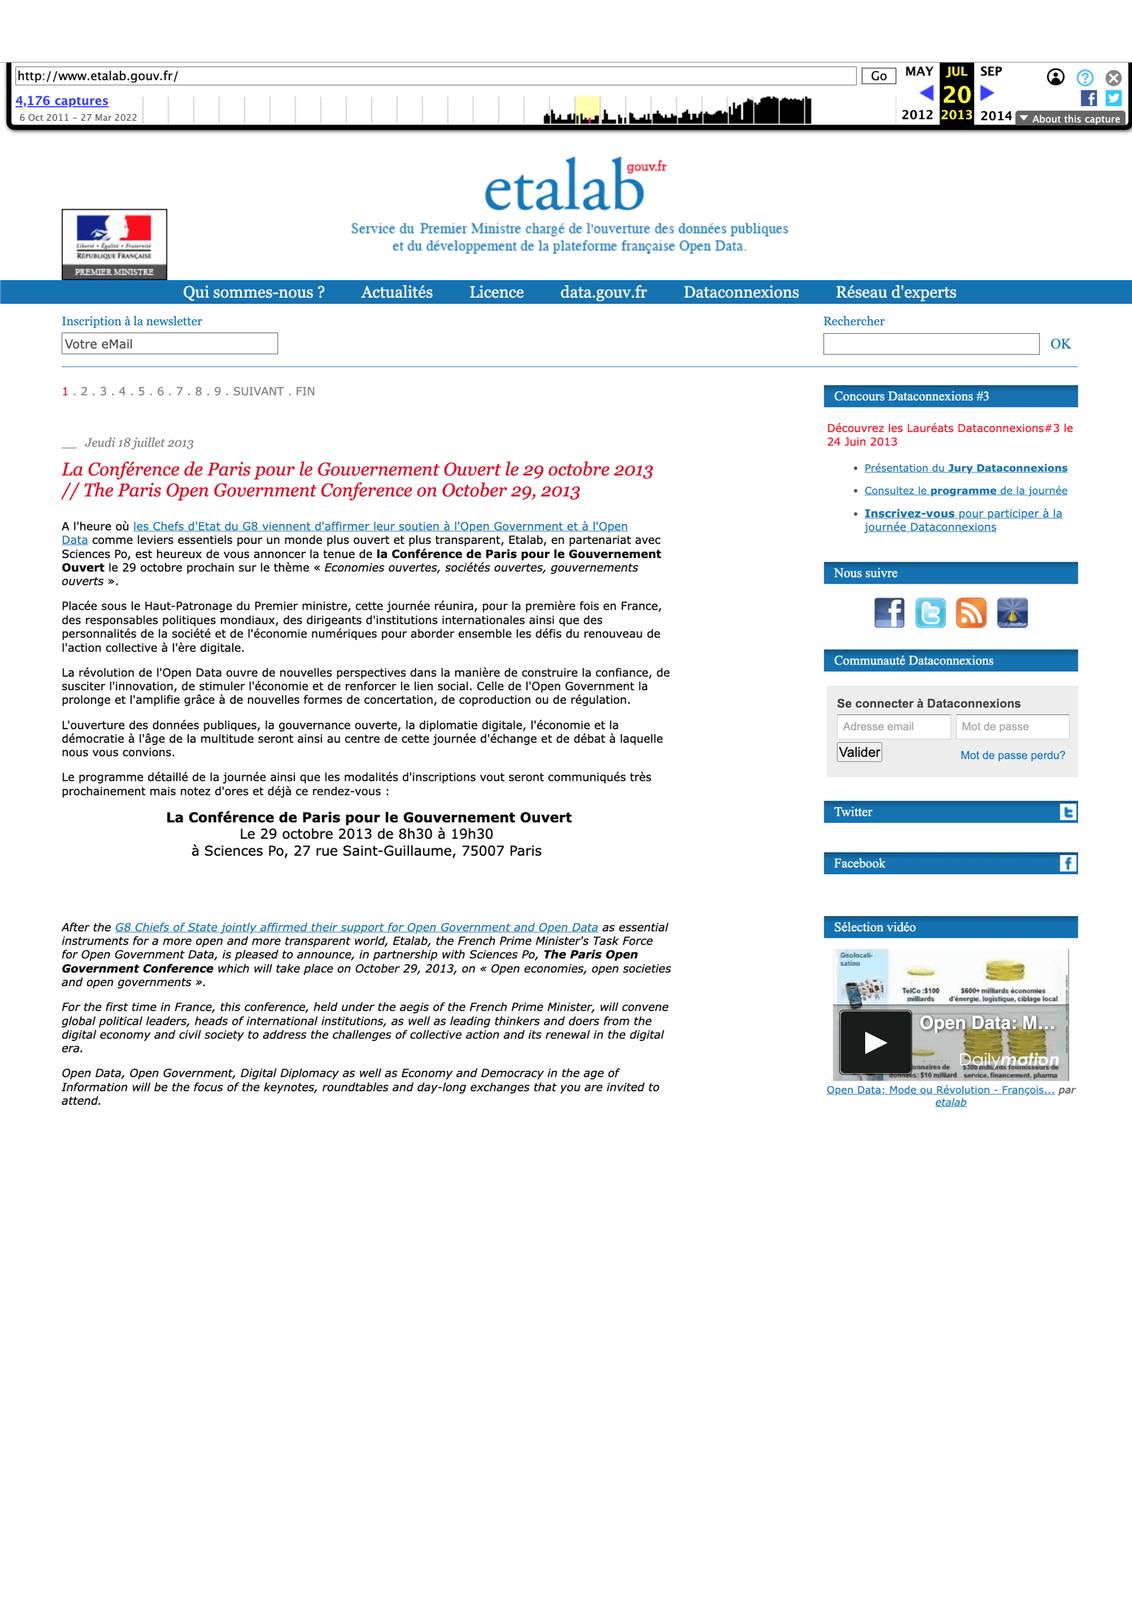 http://www.etalab.gouv.fr/
Go
MAY JUL SEP
20
2012 2013 2014
4,176 captures
6 Oct 2011 – 27 Mar 2022
About this capture
etalab gouv.fr
Service du Premier Ministre chargé de l'ouverture des données publiques
et du développement de la plateforme française Open Data.
Liberté • Égalité • Fraternité
RÉPUBLIQUE FRANÇAISE
PREMIER MINISTRE
Qui sommes-nous ? Actualités Licence data.gouv.fr Dataconnexions Réseau d'experts
Inscription à la newsletter
Votre eMail
Rechercher
OK
1 . 2 . 3 . 4 . 5 . 6 . 7 . 8 . 9 . SUIVANT . FIN
__ Jeudi 18 juillet 2013
La Conférence de Paris pour le Gouvernement Ouvert le 29 octobre 2013
// The Paris Open Government Conference on October 29, 2013
A l'heure où les Chefs d'Etat du G8 viennent d'affirmer leur soutien à l'Open Government et à l'Open
Data comme leviers essentiels pour un monde plus ouvert et plus transparent, Etalab, en partenariat avec
Sciences Po, est heureux de vous annoncer la tenue de la Conférence de Paris pour le Gouvernement
Ouvert le 29 octobre prochain sur le thème « Economies ouvertes, sociétés ouvertes, gouvernements
ouverts ».
Placée sous le Haut-Patronage du Premier ministre, cette journée réunira, pour la première fois en France,
des responsables politiques mondiaux, des dirigeants d'institutions internationales ainsi que des
personnalités de la société et de l'économie numériques pour aborder ensemble les défis du renouveau de
l'action collective à l'ère digitale.
La révolution de l'Open Data ouvre de nouvelles perspectives dans la manière de construire la confiance, de
susciter l'innovation, de stimuler l'économie et de renforcer le lien social. Celle de l'Open Government la
prolonge et l'amplifie grâce à de nouvelles formes de concertation, de coproduction ou de régulation.
L'ouverture des données publiques, la gouvernance ouverte, la diplomatie digitale, l'économie et la
démocratie à l'âge de la multitude seront ainsi au centre de cette journée d'échange et de débat à laquelle
nous vous convions.
Le programme détaillé de la journée ainsi que les modalités d'inscriptions vout seront communiqués très
prochainement mais notez d'ores et déjà ce rendez-vous :
La Conférence de Paris pour le Gouvernement Ouvert
Le 29 octobre 2013 de 8h30 à 19h30
à Sciences Po, 27 rue Saint-Guillaume, 75007 Paris
After the G8 Chiefs of State jointly affirmed their support for Open Government and Open Data as essential
instruments for a more open and more transparent world, Etalab, the French Prime Minister's Task Force
for Open Government Data, is pleased to announce, in partnership with Sciences Po, The Paris Open
Government Conference which will take place on October 29, 2013, on « Open economies, open societies
and open governments ».
For the first time in France, this conference, held under the aegis of the French Prime Minister, will convene
global political leaders, heads of international institutions, as well as leading thinkers and doers from the
digital economy and civil society to address the challenges of collective action and its renewal in the digital
era.
Open Data, Open Government, Digital Diplomacy as well as Economy and Democracy in the age of
Information will be the focus of the keynotes, roundtables and day-long exchanges that you are invited to
attend.
Concours Dataconnexions #3
Découvrez les Lauréats Dataconnexions#3 le
24 Juin 2013
• Présentation du Jury Dataconnexions
• Consultez le programme de la journée
• Inscrivez-vous pour participer à la
journée Dataconnexions
Nous suivre
Communauté Dataconnexions
Se connecter à Dataconnexions
Adresse email Mot de passe
Valider Mot de passe perdu?
Twitter
Facebook
Sélection vidéo
Géolocali-
sation
TelCo :$100
milliards
$600+ milliards économies
d'énergie, logistique, ciblage local
Open Data: M...
Dailymotion
données: $10 milliard
service, financement, pharma
Open Data: Mode ou Révolution - François... par
etalab